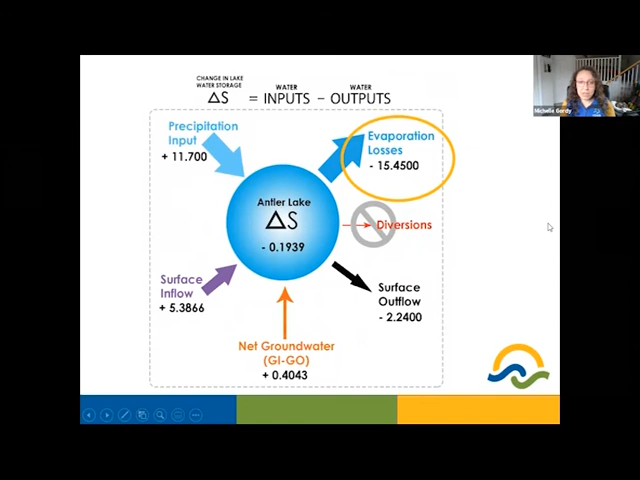 CHANGE IN LAKE
WATER STORAGE
WATER
WATER
ΔS = INPUTS – OUTPUTS
Precipitation
Input
+ 11.700
Evaporation
Losses
- 15.4500
Antler Lake
ΔS
- 0.1939
Diversions
Surface
Inflow
+ 5.3866
Surface
Outflow
- 2.2400
Net Groundwater
(GI-GO)
+ 0.4043
Michelle Gordy